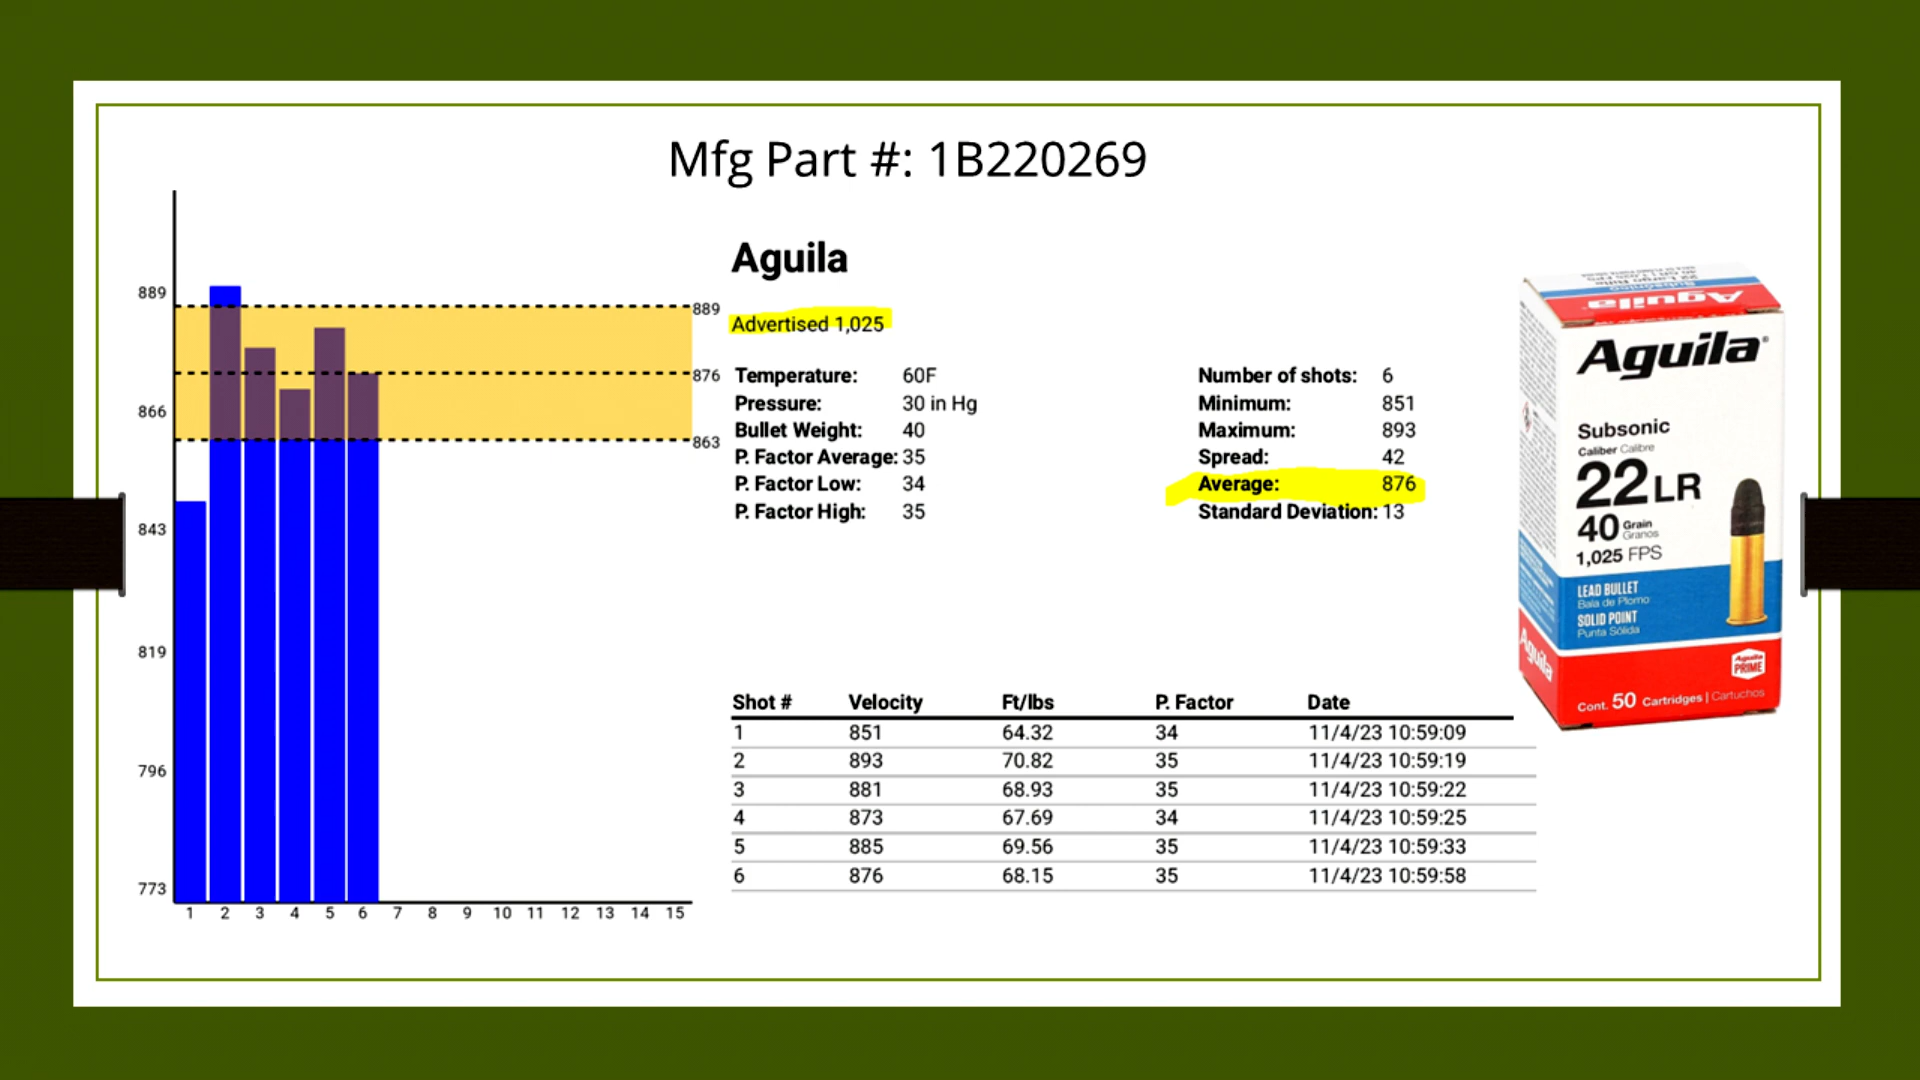 Mfg Part #: 1B220269
889
866
843
819
796
773
889
876
863
1 2 3 4 5 6 7 8 9 10 11 12 13 14 15
Aguila
Advertised 1,025
Temperature: 60F
Pressure: 30 in Hg
Bullet Weight: 40
P. Factor Average: 35
P. Factor Low: 34
P. Factor High: 35
Number of shots: 6
Minimum: 851
Maximum: 893
Spread: 42
Average: 876
Standard Deviation: 13
Shot # Velocity Ft/lbs P. Factor Date
1 851 64.32 34 11/4/23 10:59:09
2 893 70.82 35 11/4/23 10:59:19
3 881 68.93 35 11/4/23 10:59:22
4 873 67.69 34 11/4/23 10:59:25
5 885 69.56 35 11/4/23 10:59:33
6 876 68.15 35 11/4/23 10:59:58
Aguila
Aguila®
Subsonic
Caliber Calibre
22 LR
40 Grain
Granos
1,025 FPS
LEAD BULLET
Bala de Plomo
SOLID POINT
Punta Sólida
Aguila
Aguila
PRIME
Cont. 50 Cartridges | Cartuchos